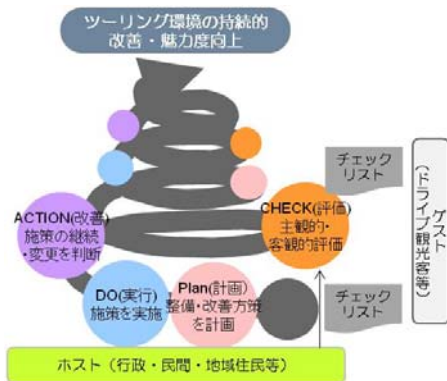 ツーリング環境の持続的
改善・魅力度向上
チェック
リスト
ACTION(改善)
施策の継続
・変更を判断
CHECK(評価)
主観的・
客観的評価
ゲスト
（ドライブ観光客等）
DO(実行)
施策を実施
Plan(計画)
整備・改善方策
を計画
チェック
リスト
ホスト（行政・民間・地域住民等）